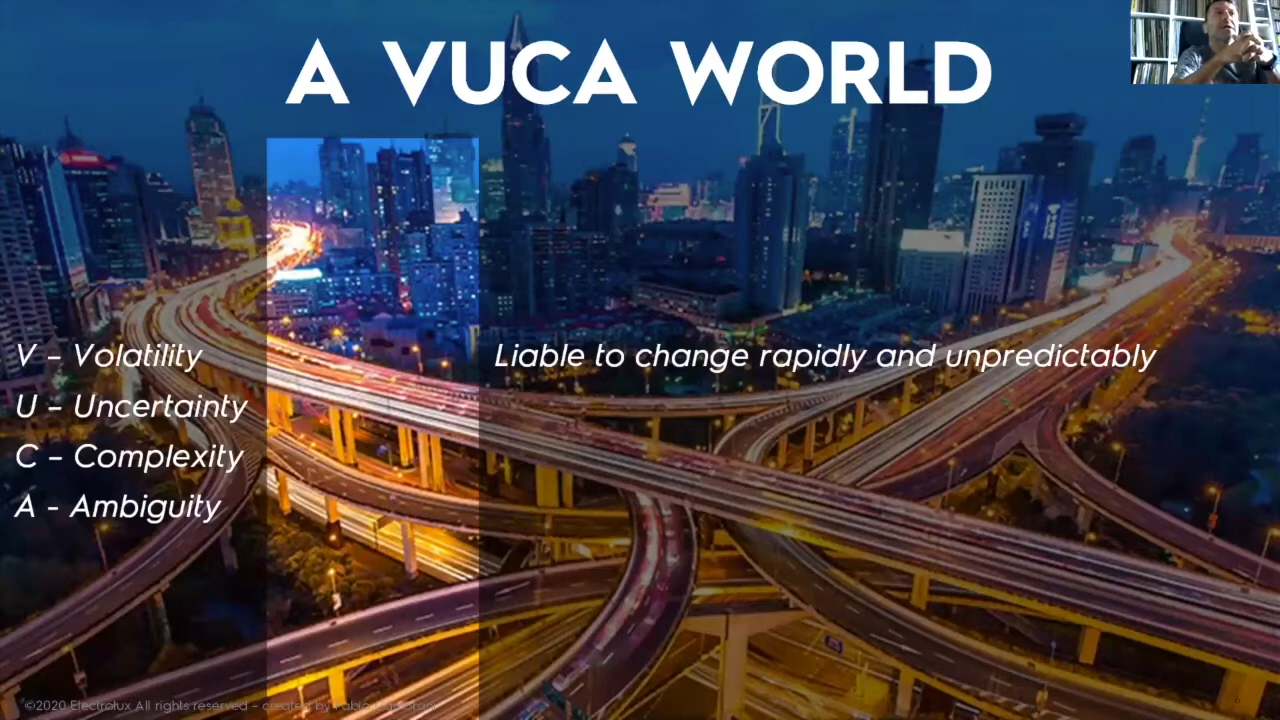 A VUCA WORLD
V – Volatility
Liable to change rapidly and unpredictably
U – Uncertainty
C – Complexity
A - Ambiguity
©2020 Electrolux All rights reserved – created by Fabio